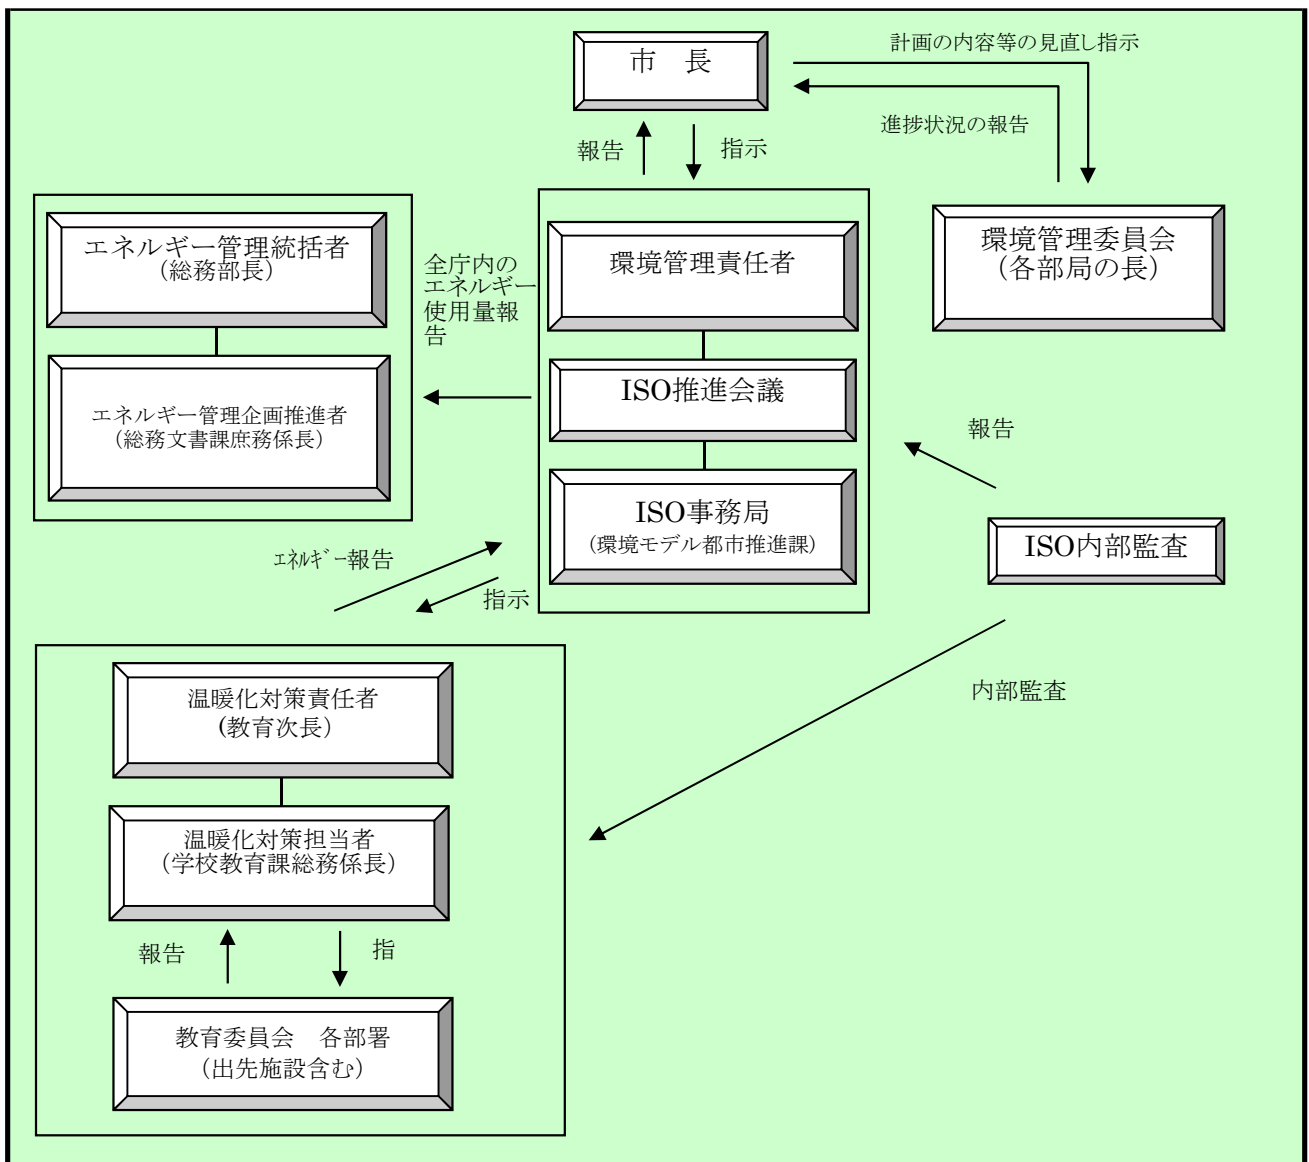 市　長
計画の内容等の見直し指示
進捗状況の報告
報告
指示
エネルギー管理統括者
（総務部長）
全庁内の
エネルギー
使用量報
告
環境管理責任者
環境管理委員会
（各部局の長）
エネルギー管理企画推進者
（総務文書課庶務係長）
ISO推進会議
報告
ISO事務局
（環境モデル都市推進課）
ISO内部監査
ｴﾈﾙｷﾞｰ報告
指示
温暖化対策責任者
（教育次長）
内部監査
温暖化対策担当者
（学校教育課総務係長）
報告
指
教育委員会　各部署
（出先施設含む）